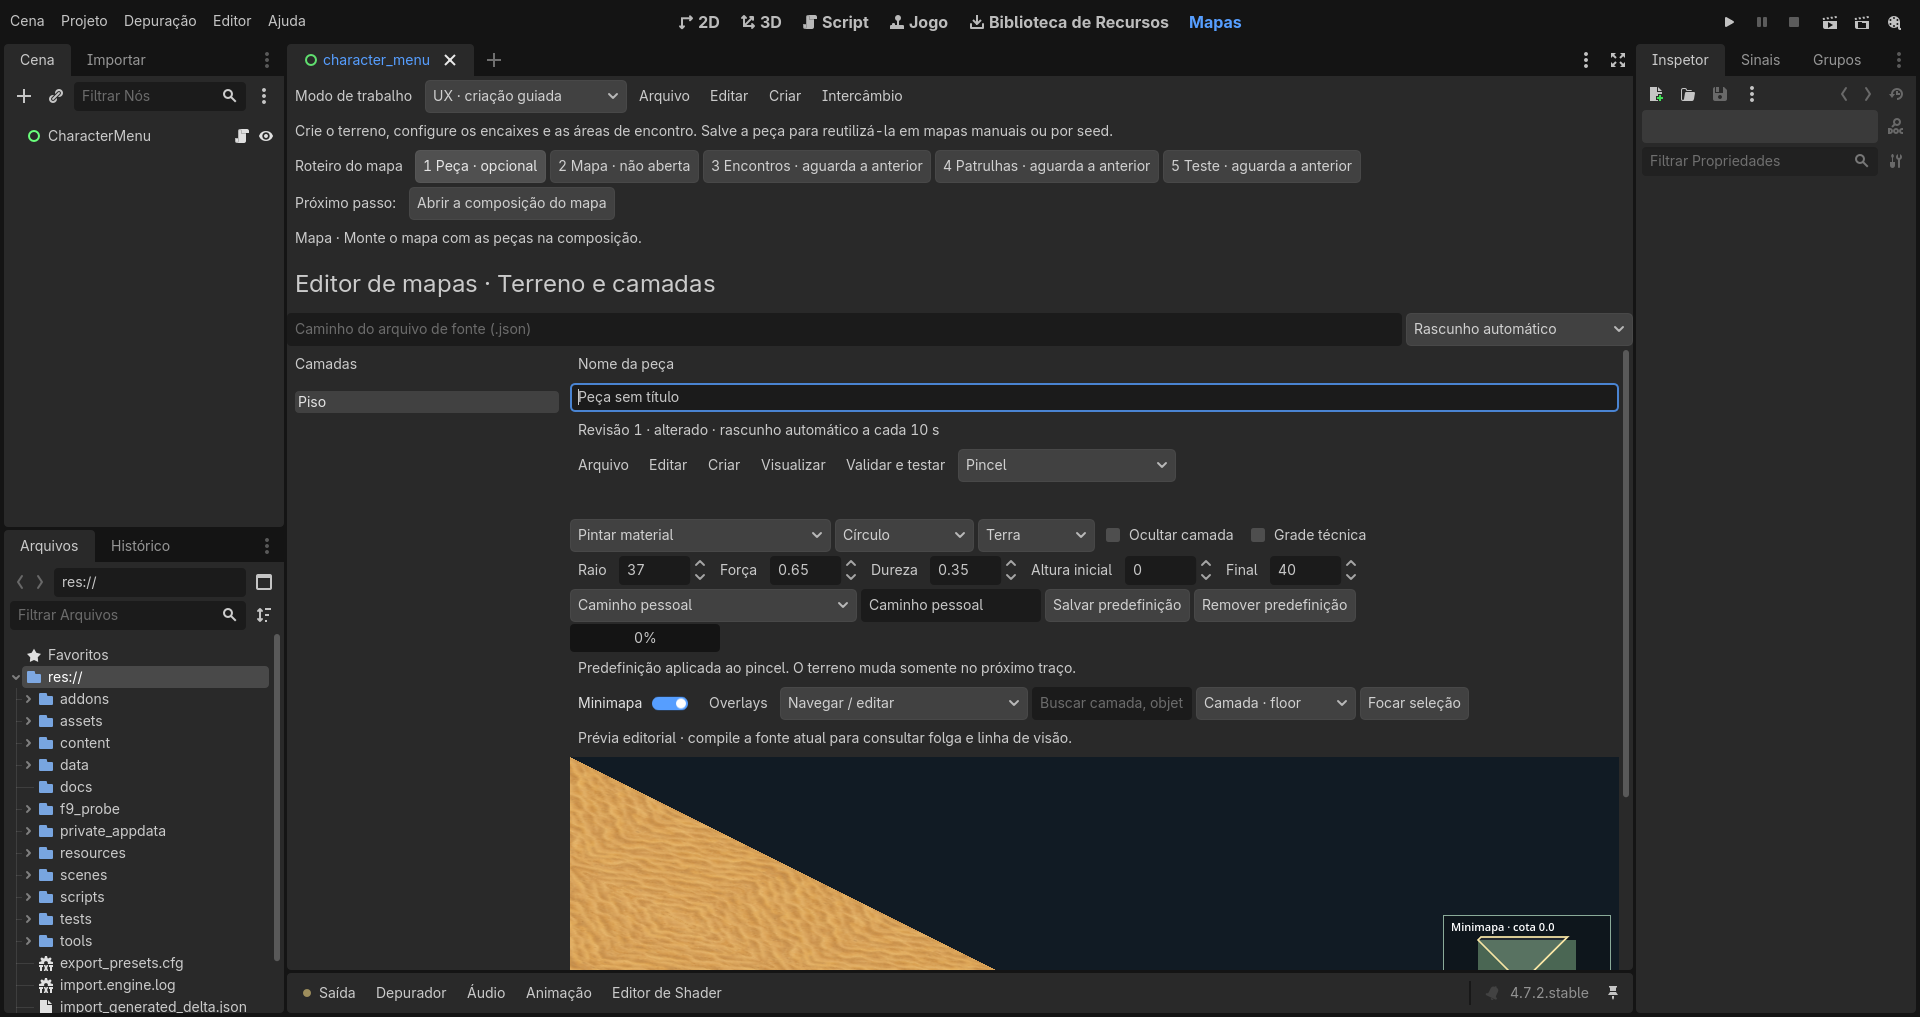 Cena Projeto Depuração Editor Ajuda
2D 3D Script Jogo Biblioteca de Recursos Mapas
Cena Importar
Filtrar Nós
CharacterMenu
character_menu
Modo de trabalho UX · criação guiada Arquivo Editar Criar Intercâmbio
Crie o terreno, configure os encaixes e as áreas de encontro. Salve a peça para reutilizá-la em mapas manuais ou por seed.
Roteiro do mapa 1 Peça · opcional 2 Mapa · não aberta 3 Encontros · aguarda a anterior 4 Patrulhas · aguarda a anterior 5 Teste · aguarda a anterior
Próximo passo: Abrir a composição do mapa
Mapa · Monte o mapa com as peças na composição.
Editor de mapas · Terreno e camadas
Caminho do arquivo de fonte (.json) Rascunho automático
Camadas
Piso
Nome da peça
Peça sem título
Revisão 1 · alterado · rascunho automático a cada 10 s
Arquivo Editar Criar Visualizar Validar e testar Pincel
Pintar material Círculo Terra Ocultar camada Grade técnica
Raio 37 Força 0.65 Dureza 0.35 Altura inicial 0 Final 40
Caminho pessoal Caminho pessoal Salvar predefinição Remover predefinição
0%
Predefinição aplicada ao pincel. O terreno muda somente no próximo traço.
Minimapa Overlays Navegar / editar Buscar camada, objet Camada · floor Focar seleção
Prévia editorial · compile a fonte atual para consultar folga e linha de visão.
Minimapa · cota 0.0
Arquivos Histórico
res://
Filtrar Arquivos
Favoritos
res://
addons
assets
content
data
docs
f9_probe
private_appdata
resources
scenes
scripts
tests
tools
export_presets.cfg
import.engine.log
import_generated_delta.json
Saída Depurador Áudio Animação Editor de Shader 4.7.2.stable
Inspetor Sinais Grupos
DOC
Filtrar Propriedades